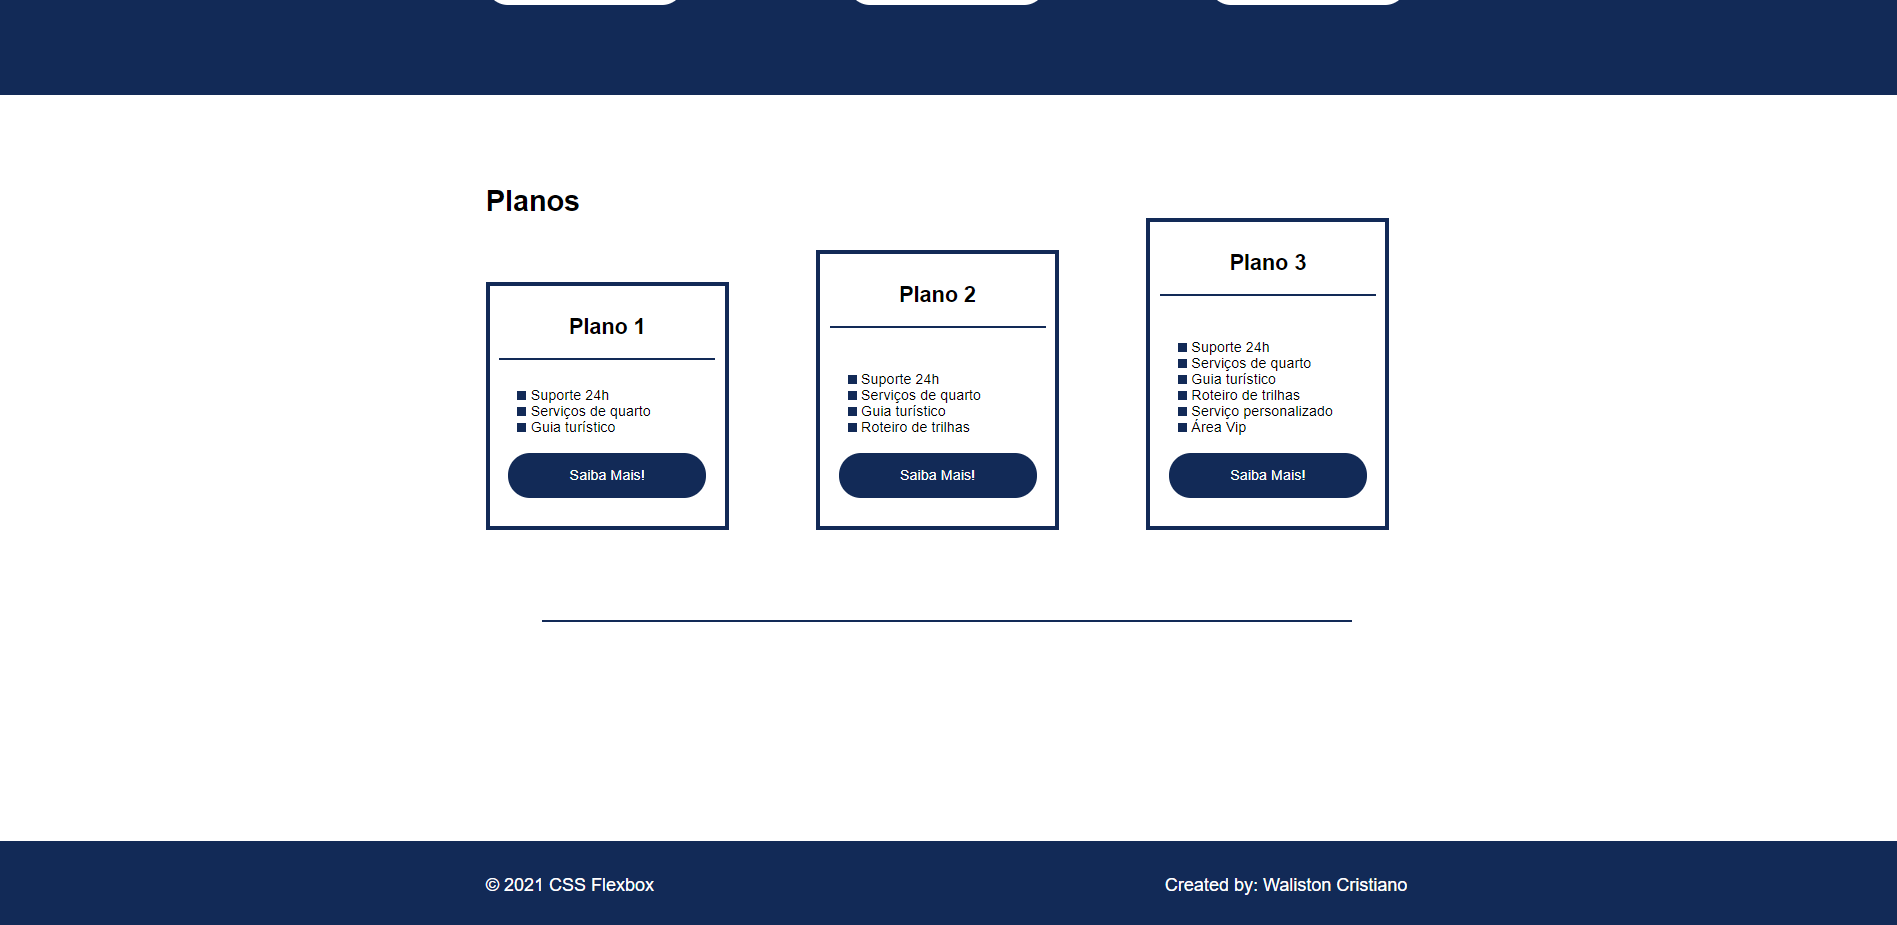 Planos
Plano 1
Suporte 24h
Serviços de quarto
Guia turístico
Saiba Mais!
Plano 2
Suporte 24h
Serviços de quarto
Guia turístico
Roteiro de trilhas
Saiba Mais!
Plano 3
Suporte 24h
Serviços de quarto
Guia turístico
Roteiro de trilhas
Serviço personalizado
Área Vip
Saiba Mais!
© 2021 CSS Flexbox
Created by: Waliston Cristiano